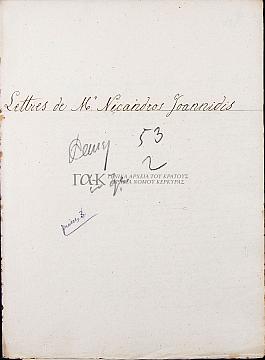 Lettres de Mr Nicandros Joannidis
53
2
ΓΑΚ ΓΕΝΙΚΑ ΑΡΧΕΙΑ ΤΟΥ ΚΡΑΤΟΥΣ
ΑΡΧΕΙΑ ΝΟΜΟΥ ΚΕΡΚΥΡΑΣ